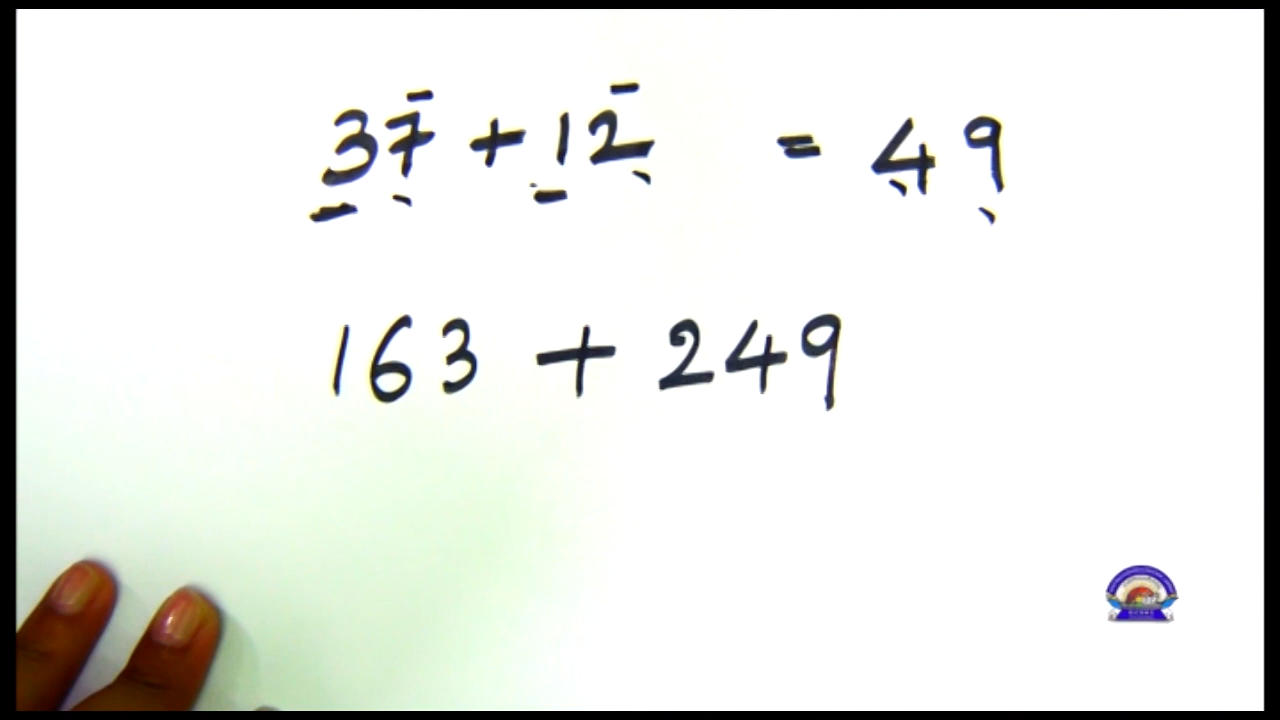 37 + 12 = 49
163 + 249